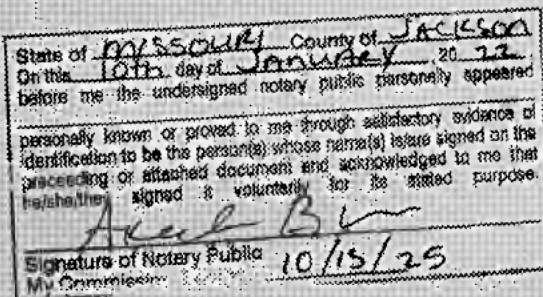 State of MISSOURI County of JACKSON
On this 10th day of JANUARY, 20 22
before me the undersigned notary public personally appeared
personally known or proved to me through satisfactory evidence of
identification to be the person(s) whose name(s) is/are signed on the
preceeding or attached document and acknowledged to me that
he/she/they signed it voluntarily for its stated purpose.
Signature of Notary Public
My Commission 10/15/25